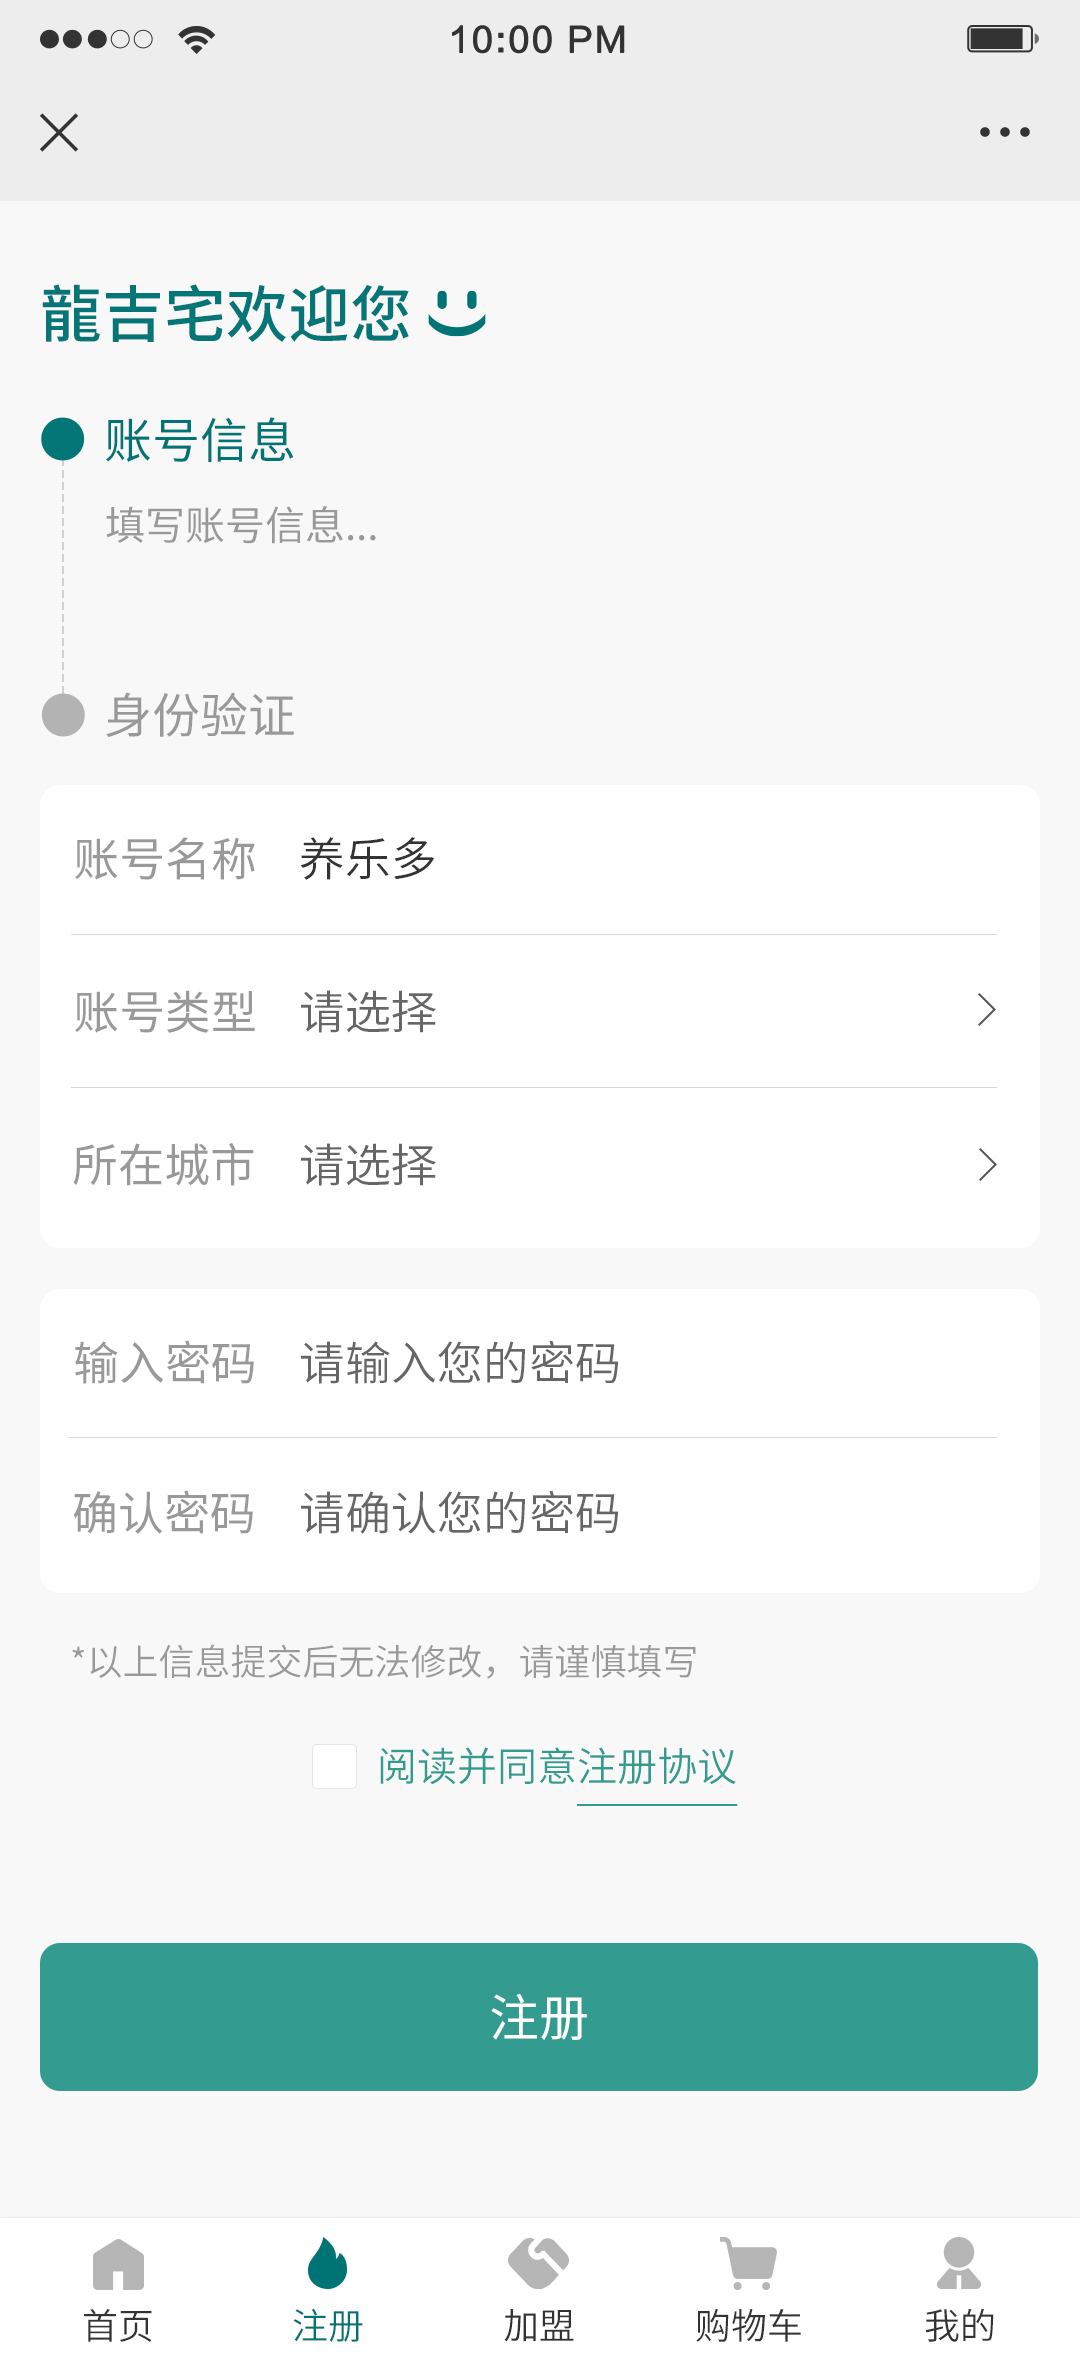 10:00 PM
龍吉宅欢迎您
账号信息
填写账号信息...
身份验证
账号名称 养乐多
账号类型 请选择
所在城市 请选择
输入密码 请输入您的密码
确认密码 请确认您的密码
*以上信息提交后无法修改，请谨慎填写
阅读并同意注册协议
注册
首页 注册 加盟 购物车 我的